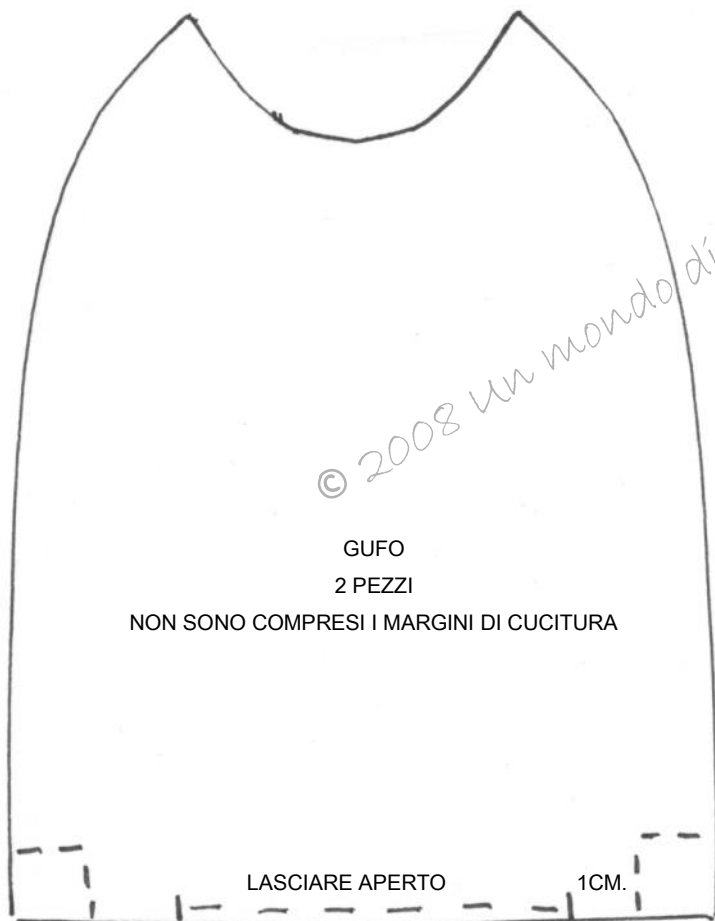 © 2008 Un mondo di
GUFO
2 PEZZI
NON SONO COMPRESI I MARGINI DI CUCITURA
LASCIARE APERTO 1CM.